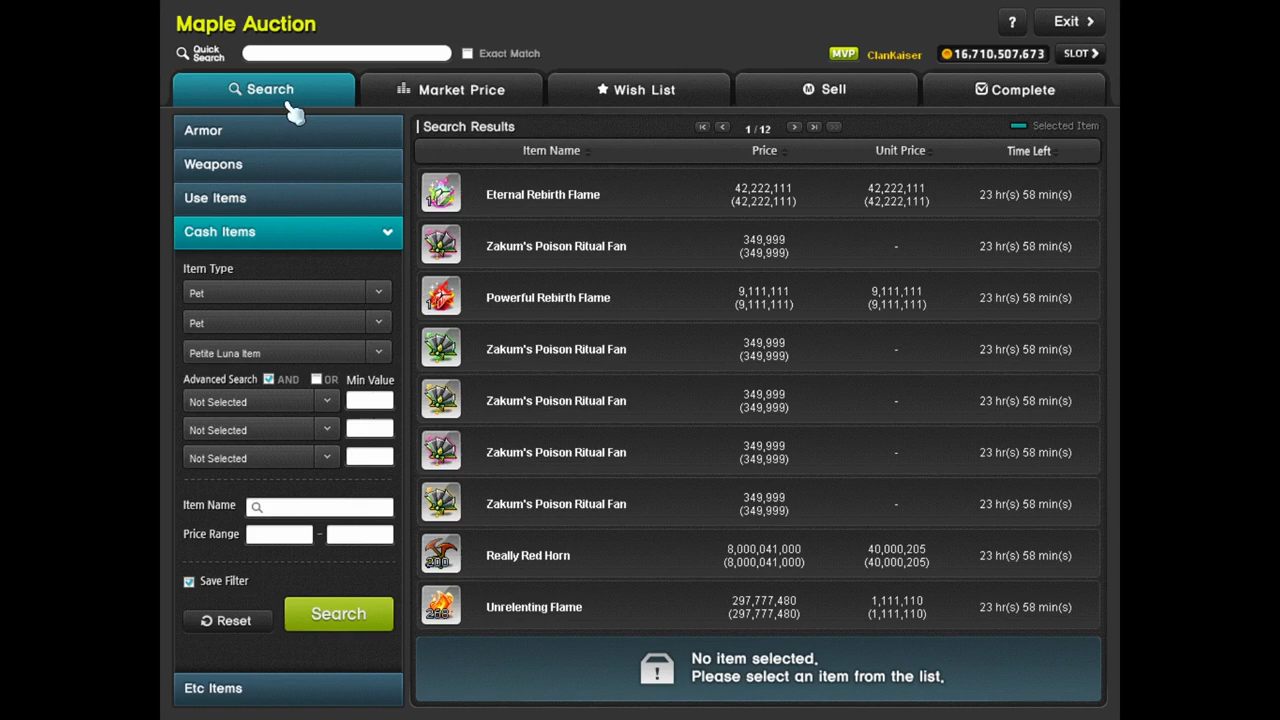 Maple Auction
?
Exit >
Quick Search
Exact Match
MVP
ClanKaiser
16,710,507,673
SLOT >
Search
Market Price
Wish List
Sell
Complete
Armor
Weapons
Use Items
Cash Items
Item Type
Pet
Pet
Petite Luna Item
Advanced Search AND OR Min Value
Not Selected
Not Selected
Not Selected
Item Name
Price Range -
Save Filter
Reset
Search
Etc Items
Search Results
1 / 12
Selected Item
Item Name Price Unit Price Time Left
Eternal Rebirth Flame 42,222,111 42,222,111 23 hr(s) 58 min(s)
(42,222,111) (42,222,111)
Zakum's Poison Ritual Fan 349,999 - 23 hr(s) 58 min(s)
(349,999)
Powerful Rebirth Flame 9,111,111 9,111,111 23 hr(s) 58 min(s)
(9,111,111) (9,111,111)
Zakum's Poison Ritual Fan 349,999 - 23 hr(s) 58 min(s)
(349,999)
Zakum's Poison Ritual Fan 349,999 - 23 hr(s) 58 min(s)
(349,999)
Zakum's Poison Ritual Fan 349,999 - 23 hr(s) 58 min(s)
(349,999)
Zakum's Poison Ritual Fan 349,999 - 23 hr(s) 58 min(s)
(349,999)
200 Really Red Horn 8,000,041,000 40,000,205 23 hr(s) 58 min(s)
(8,000,041,000) (40,000,205)
268 Unrelenting Flame 297,777,480 1,111,110 23 hr(s) 58 min(s)
(297,777,480) (1,111,110)
No item selected.
Please select an item from the list.